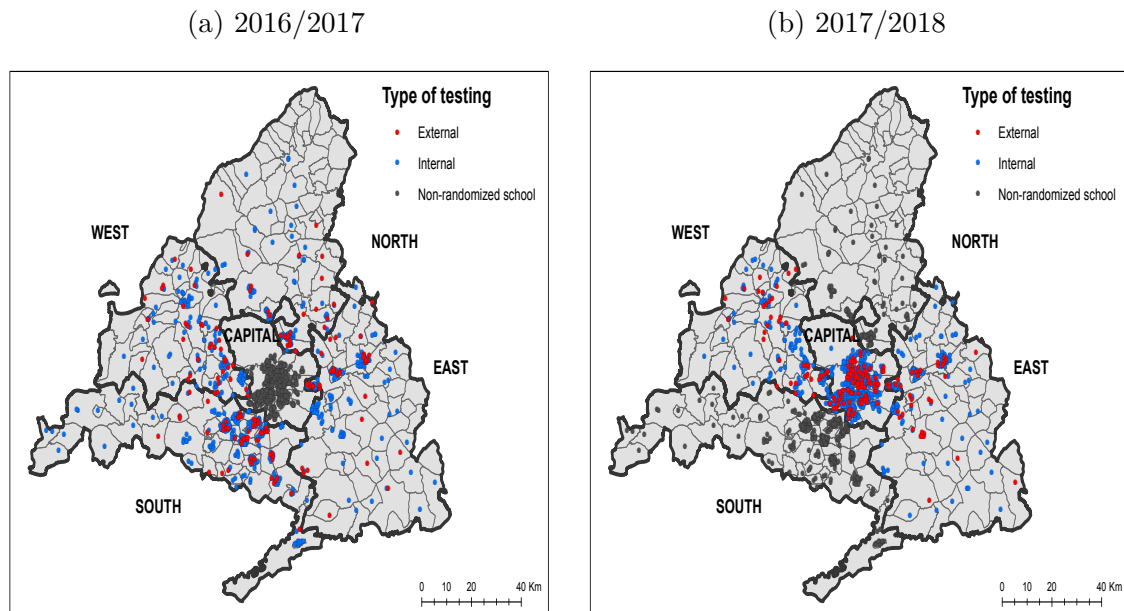 (a) 2016/2017
Type of testing
External
Internal
Non-randomized school
WEST
NORTH
CAPITAL
EAST
SOUTH
0 10 20 40 Km
(b) 2017/2018
Type of testing
External
Internal
Non-randomized school
WEST
NORTH
CAPITAL
EAST
SOUTH
0 10 20 40 Km